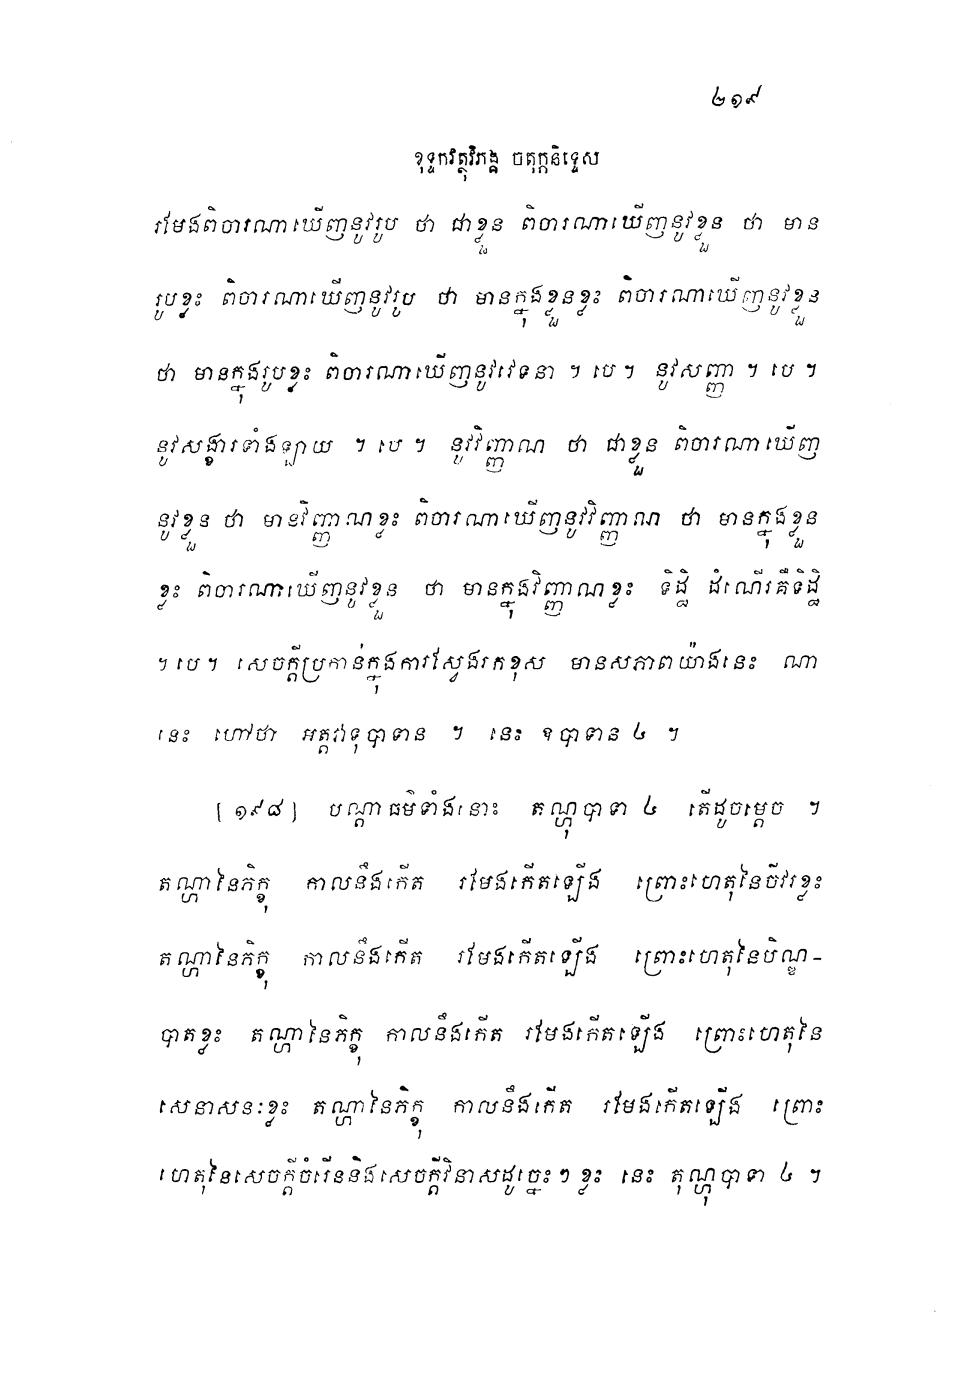 ២១៩
ខុទ្ទកវត្ថុវិភង្គ ចតុក្កនិទ្ទេស
រមែងពិចារណាឃើញនូវរូប ថា ជាខ្លួន ពិចារណាឃើញនូវខ្លួន ថា មាន
រូបខ្លះ ពិចារណាឃើញនូវរូប ថា មានក្នុងខ្លួនខ្លះ ពិចារណាឃើញនូវខ្លួន
ថា មានក្នុងរូបខ្លះ ពិចារណាឃើញនូវវេទនា ។ បេ ។ នូវសញ្ញា ។ បេ ។
នូវសង្ខារទាំងឡាយ ។ បេ ។ នូវវិញ្ញាណ ថា ជាខ្លួន ពិចារណាឃើញ
នូវខ្លួន ថា មានវិញ្ញាណខ្លះ ពិចារណាឃើញនូវវិញ្ញាណ ថា មានក្នុងខ្លួន
ខ្លះ ពិចារណាឃើញនូវខ្លួន ថា មានក្នុងវិញ្ញាណខ្លះ ទិដ្ឋិ ដំណើរគឺទិដ្ឋិ
។ បេ ។ សេចក្តីប្រកាន់ក្នុងការស្វែងរកខុស មានសភាពយ៉ាងនេះ ណា
នេះ ហៅថា អត្តវាទុបាទាន ។ នេះ ឧបាទាន ៤ ។
[ ១៩៨ ] បណ្តាធម៌ទាំងនោះ តណ្ហុប្បាទា ៤ តើដូចម្តេច ។
តណ្ហានៃភិក្ខុ កាលនឹងកើត រមែងកើតឡើង ព្រោះហេតុនៃចីវរខ្លះ
តណ្ហានៃភិក្ខុ កាលនឹងកើត រមែងកើតឡើង ព្រោះហេតុនៃបិណ្ឌ-
បាតខ្លះ តណ្ហានៃភិក្ខុ កាលនឹងកើត រមែងកើតឡើង ព្រោះហេតុនៃ
សេនាសនៈខ្លះ តណ្ហានៃភិក្ខុ កាលនឹងកើត រមែងកើតឡើង ព្រោះ
ហេតុនៃសេចក្តីចំរើននិងសេចក្តីវិនាសដូច្នេះៗ ខ្លះ នេះ តុណ្ហុប្បាទា ៤ ។